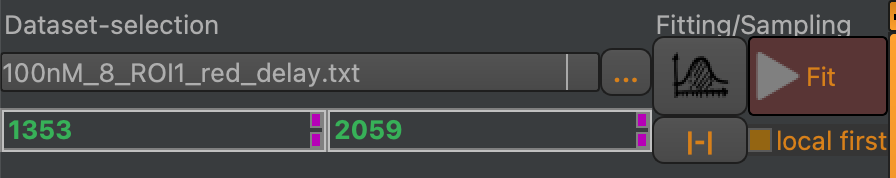 Dataset-selection
Fitting/Sampling
100nM_8_ROI1_red_delay.txt
...
Fit
1353
2059
|-|
local first